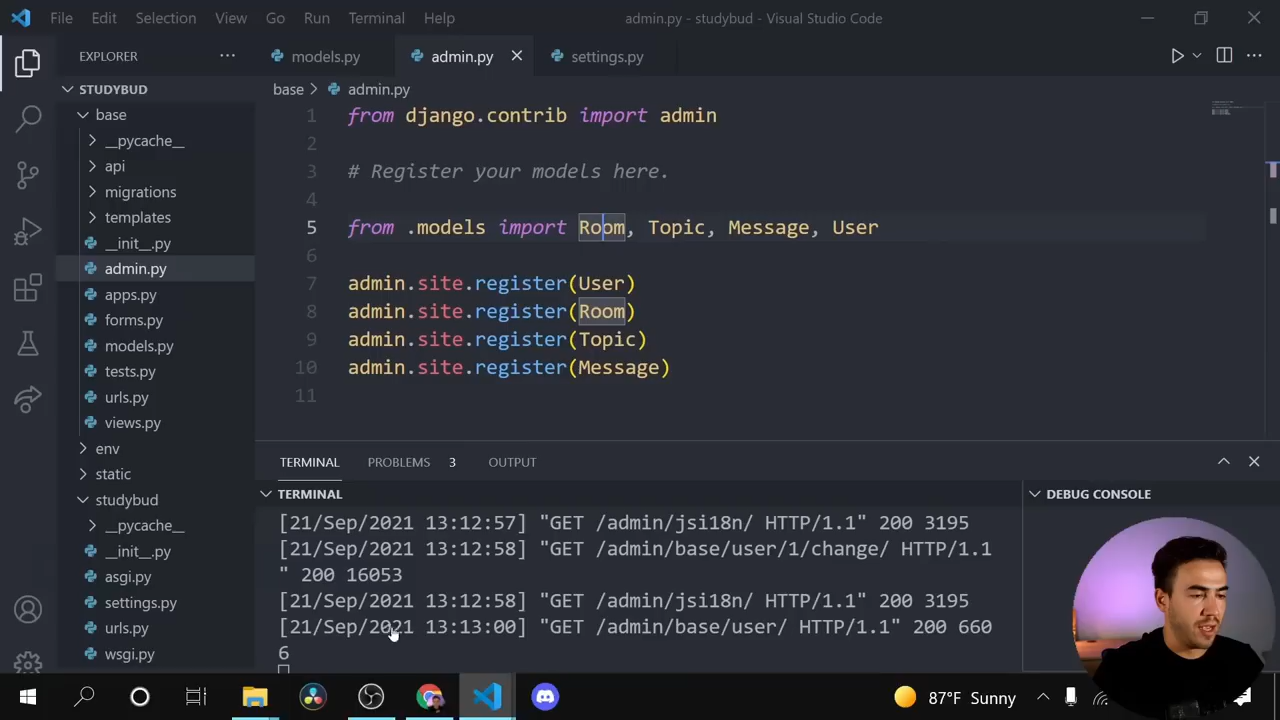 File Edit Selection View Go Run Terminal Help admin.py - studybud - Visual Studio Code
EXPLORER
models.py admin.py settings.py
STUDYBUD
base
__pycache__
api
migrations
templates
__init__.py
admin.py
apps.py
forms.py
models.py
tests.py
urls.py
views.py
env
static
studybud
__pycache__
__init__.py
asgi.py
settings.py
urls.py
wsgi.py
base admin.py
1 from django.contrib import admin
2
3 # Register your models here.
4
5 from .models import Room, Topic, Message, User
6
7 admin.site.register(User)
8 admin.site.register(Room)
9 admin.site.register(Topic)
10 admin.site.register(Message)
11
TERMINAL PROBLEMS 3 OUTPUT
TERMINAL
[21/Sep/2021 13:12:57] "GET /admin/jsi18n/ HTTP/1.1" 200 3195
[21/Sep/2021 13:12:58] "GET /admin/base/user/1/change/ HTTP/1.1
" 200 16053
[21/Sep/2021 13:12:58] "GET /admin/jsi18n/ HTTP/1.1" 200 3195
[21/Sep/2021 13:13:00] "GET /admin/base/user/ HTTP/1.1" 200 660
6
DEBUG CONSOLE
87°F Sunny